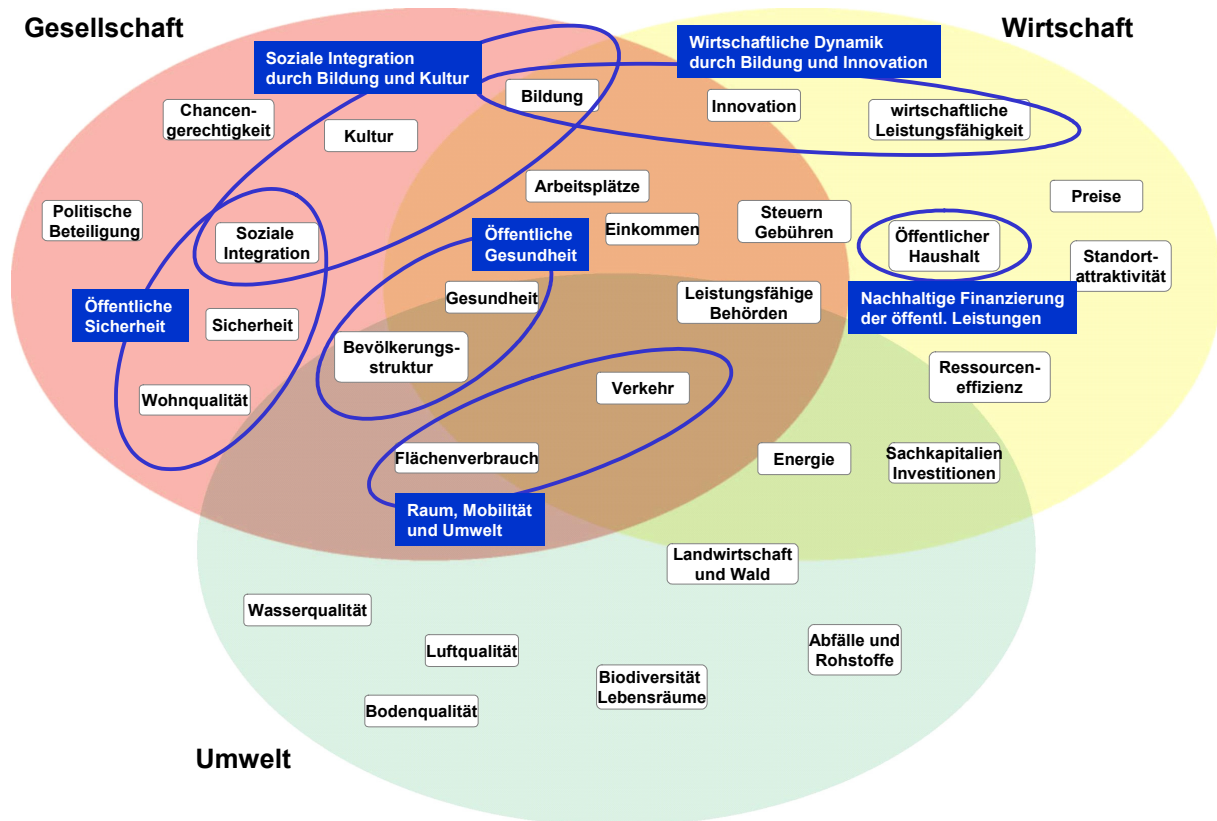 Gesellschaft
Wirtschaft
Soziale Integration
durch Bildung und Kultur
Wirtschaftliche Dynamik
durch Bildung und Innovation
Bildung
Innovation
wirtschaftliche
Leistungsfähigkeit
Chancen-
gerechtigkeit
Kultur
Arbeitsplätze
Preise
Politische
Beteiligung
Soziale
Integration
Öffentliche
Gesundheit
Einkommen
Steuern
Gebühren
Öffentlicher
Haushalt
Standort-
attraktivität
Öffentliche
Sicherheit
Sicherheit
Gesundheit
Leistungsfähige
Behörden
Nachhaltige Finanzierung
der öffentl. Leistungen
Bevölkerungs-
struktur
Verkehr
Ressourcen-
effizienz
Wohnqualität
Flächenverbrauch
Energie
Sachkapitalien
Investitionen
Raum, Mobilität
und Umwelt
Landwirtschaft
und Wald
Wasserqualität
Luftqualität
Abfälle und
Rohstoffe
Biodiversität
Lebensräume
Bodenqualität
Umwelt